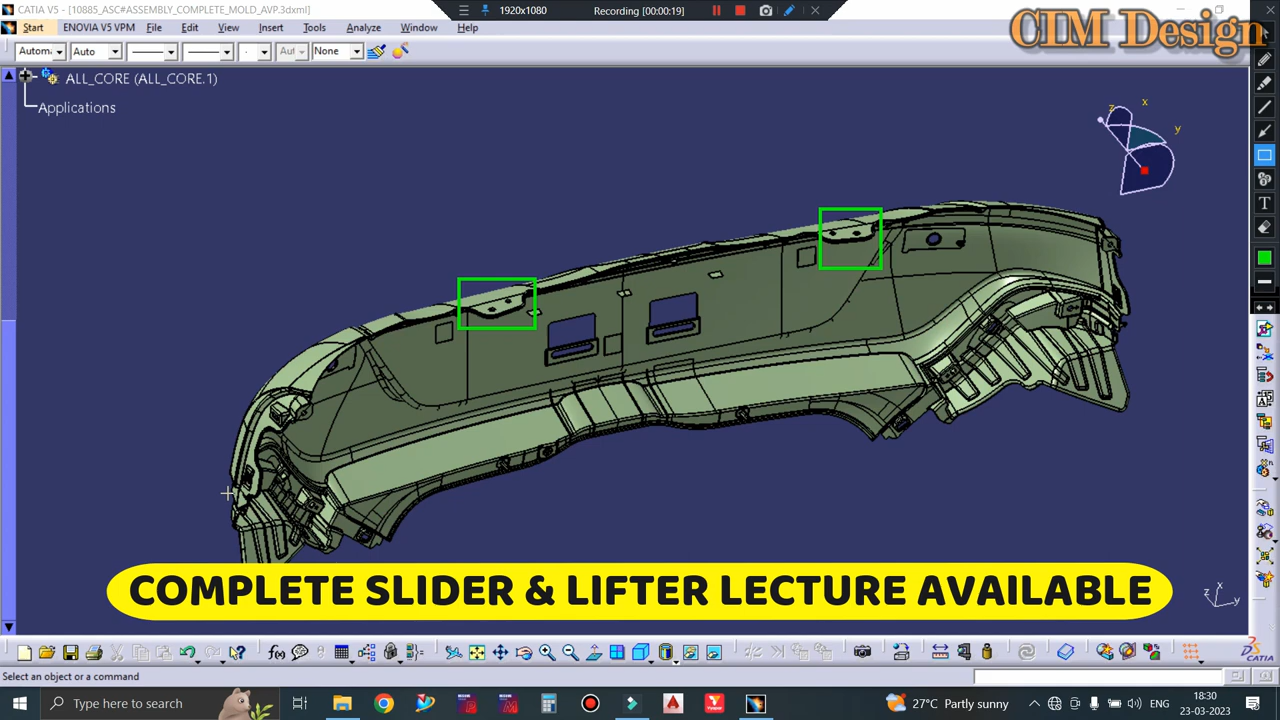 CATIA V5 - [10885_ASC#ASSEMBLY_COMPLETE_MOLD_AVP.3dxml]
1920x1080
Recording [00:00:19]
CIM Design
Start
ENOVIA V5 VPM
File
Edit
View
Insert
Tools
Analyze
Window
Help
Auto
None
ALL_CORE (ALL_CORE.1)
Applications
z
x
y
T
COMPLETE SLIDER & LIFTER LECTURE AVAILABLE
x
z
y
f(x)
CATIA
Select an object or a command
Type here to search
27°C Partly sunny
ENG
18:30
23-03-2023